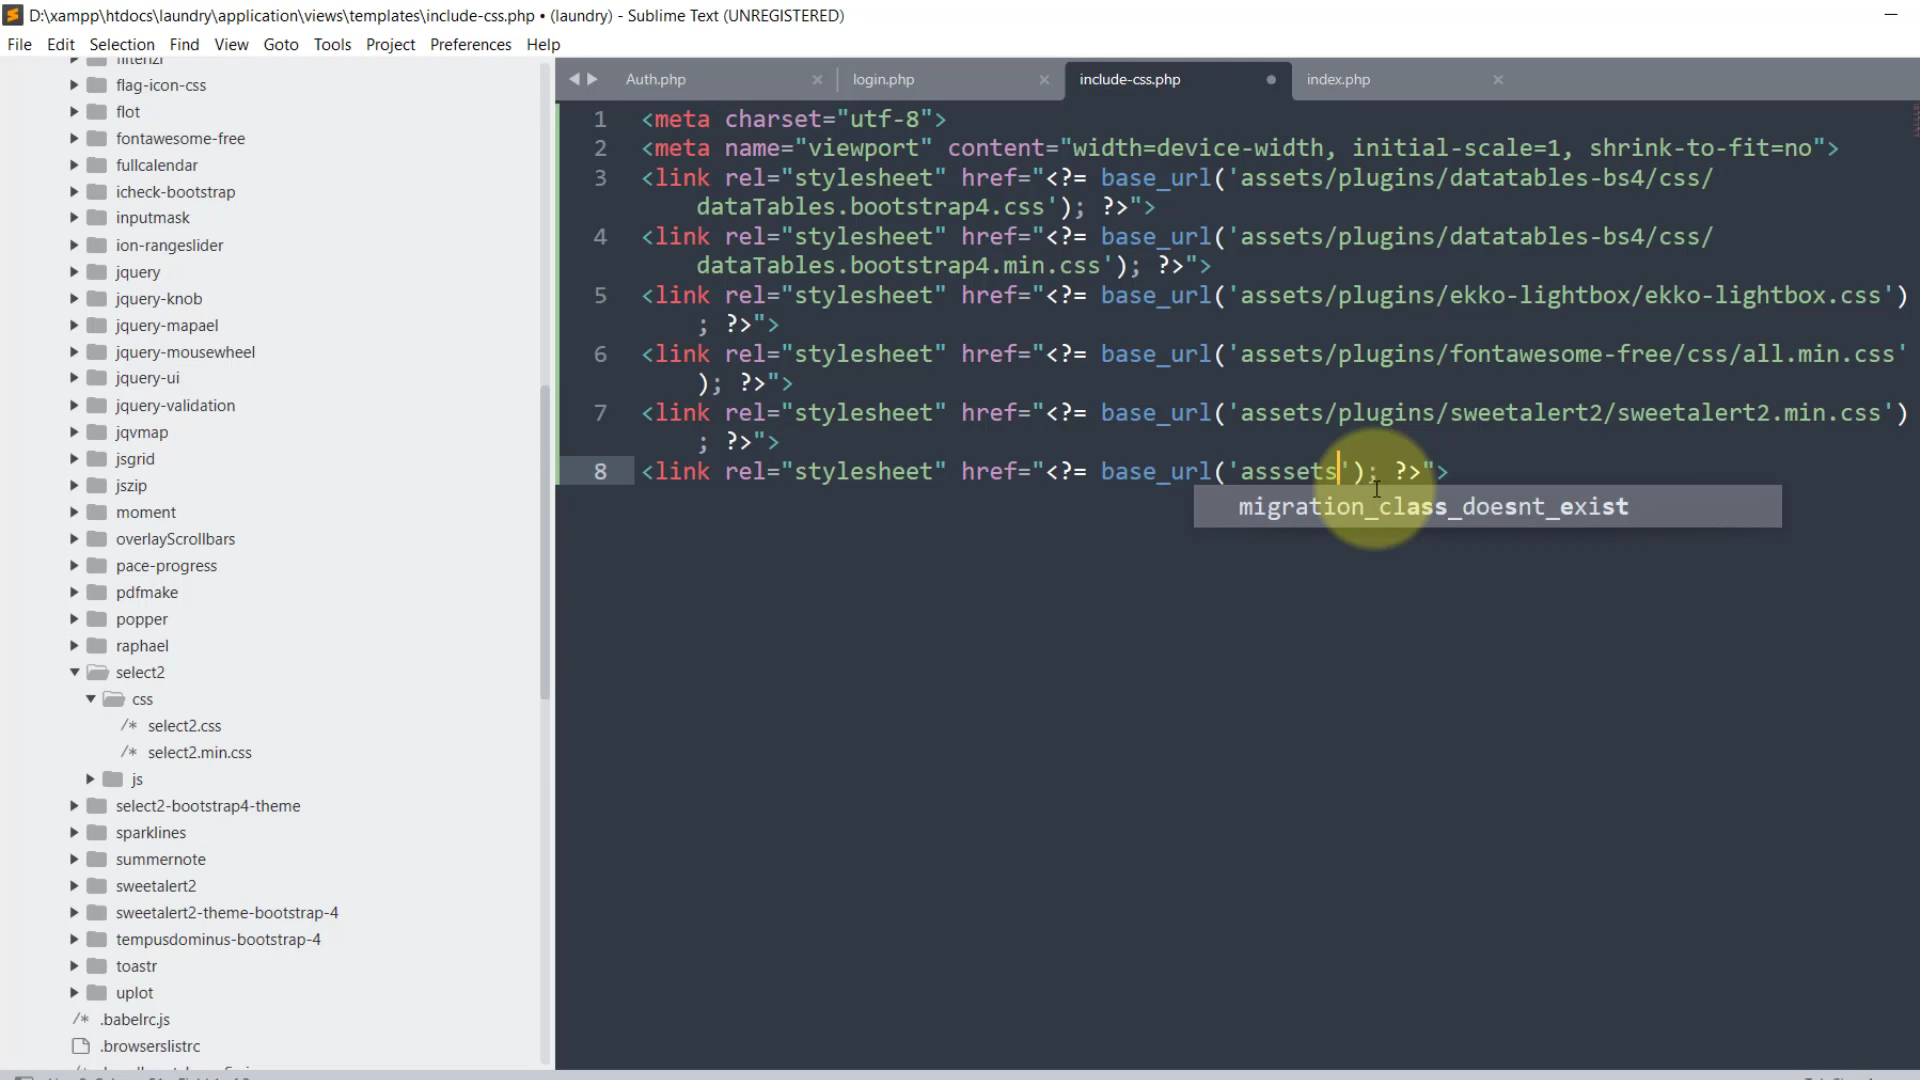 D:\xampp\htdocs\laundry\application\views\templates\include-css.php • (laundry) - Sublime Text (UNREGISTERED)
File Edit Selection Find View Goto Tools Project Preferences Help
flag-icon-css
flot
fontawesome-free
fullcalendar
icheck-bootstrap
inputmask
ion-rangeslider
jquery
jquery-knob
jquery-mapael
jquery-mousewheel
jquery-ui
jquery-validation
jqvmap
jsgrid
jszip
moment
overlayScrollbars
pace-progress
pdfmake
popper
raphael
select2
css
/* select2.css
/* select2.min.css
js
select2-bootstrap4-theme
sparklines
summernote
sweetalert2
sweetalert2-theme-bootstrap-4
tempusdominus-bootstrap-4
toastr
uplot
/* .babelrc.js
.browserslistrc
Auth.php login.php include-css.php index.php
1 <meta charset="utf-8">
2 <meta name="viewport" content="width=device-width, initial-scale=1, shrink-to-fit=no">
3 <link rel="stylesheet" href="<?= base_url('assets/plugins/datatables-bs4/css/
dataTables.bootstrap4.css'); ?>">
4 <link rel="stylesheet" href="<?= base_url('assets/plugins/datatables-bs4/css/
dataTables.bootstrap4.min.css'); ?>">
5 <link rel="stylesheet" href="<?= base_url('assets/plugins/ekko-lightbox/ekko-lightbox.css')
; ?>">
6 <link rel="stylesheet" href="<?= base_url('assets/plugins/fontawesome-free/css/all.min.css'
); ?>">
7 <link rel="stylesheet" href="<?= base_url('assets/plugins/sweetalert2/sweetalert2.min.css')
; ?>">
8 <link rel="stylesheet" href="<?= base_url('asssets'); ?>">
migration_class_doesnt_exist